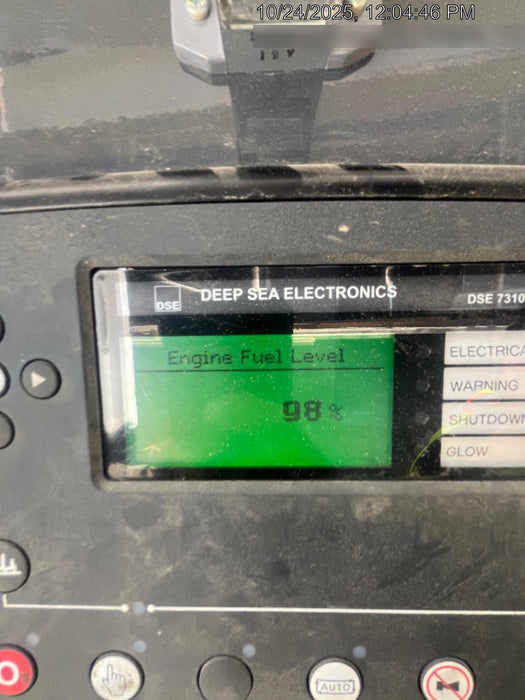 10/24/2025, 12:04:46 PM
DSE
DEEP SEA ELECTRONICS
DSE 7310
Engine Fuel Level
98 %
ELECTRICA
WARNING
SHUTDOWN
GLOW
AUTO